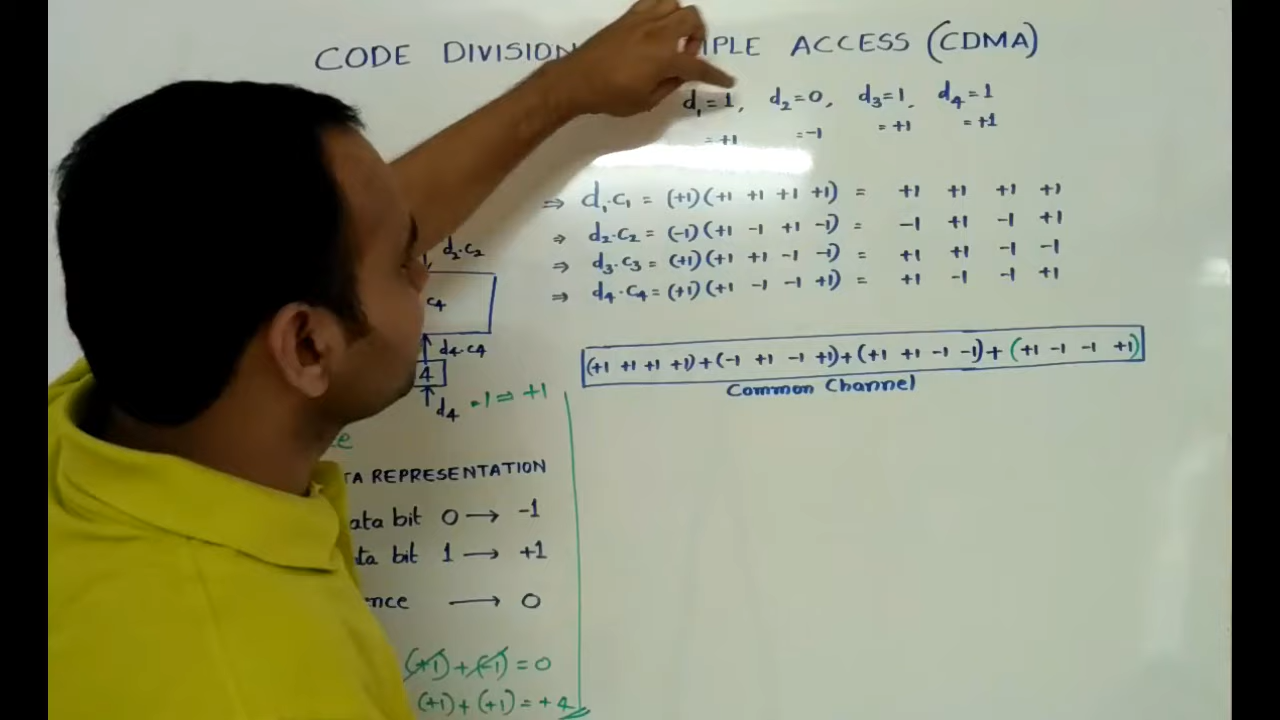 CODE DIVISION IPLE ACCESS (CDMA)
d₁=1, d₂=0, d₃=1, d₄=1
=+1 =-1 =+1 =+1
⇒ d₁·c₁ = (+1)(+1 +1 +1 +1) = +1 +1 +1 +1
⇒ d₂·c₂ = (-1)(+1 -1 +1 -1) = -1 +1 -1 +1
⇒ d₃·c₃ = (+1)(+1 +1 -1 -1) = +1 +1 -1 -1
⇒ d₄·c₄ = (+1)(+1 -1 -1 +1) = +1 -1 -1 +1
(+1 +1 +1 +1)+(-1 +1 -1 +1)+(+1 +1 -1 -1)+(+1 -1 -1 +1)
Common Channel
d₂·c₂
c₄
d₄·c₄
4
d₄ =1⇒ +1
TA REPRESENTATION
ata bit 0 → -1
ta bit 1 → +1
ence → 0
(+1)+(-1)=0
(+1)+(+1)=+4